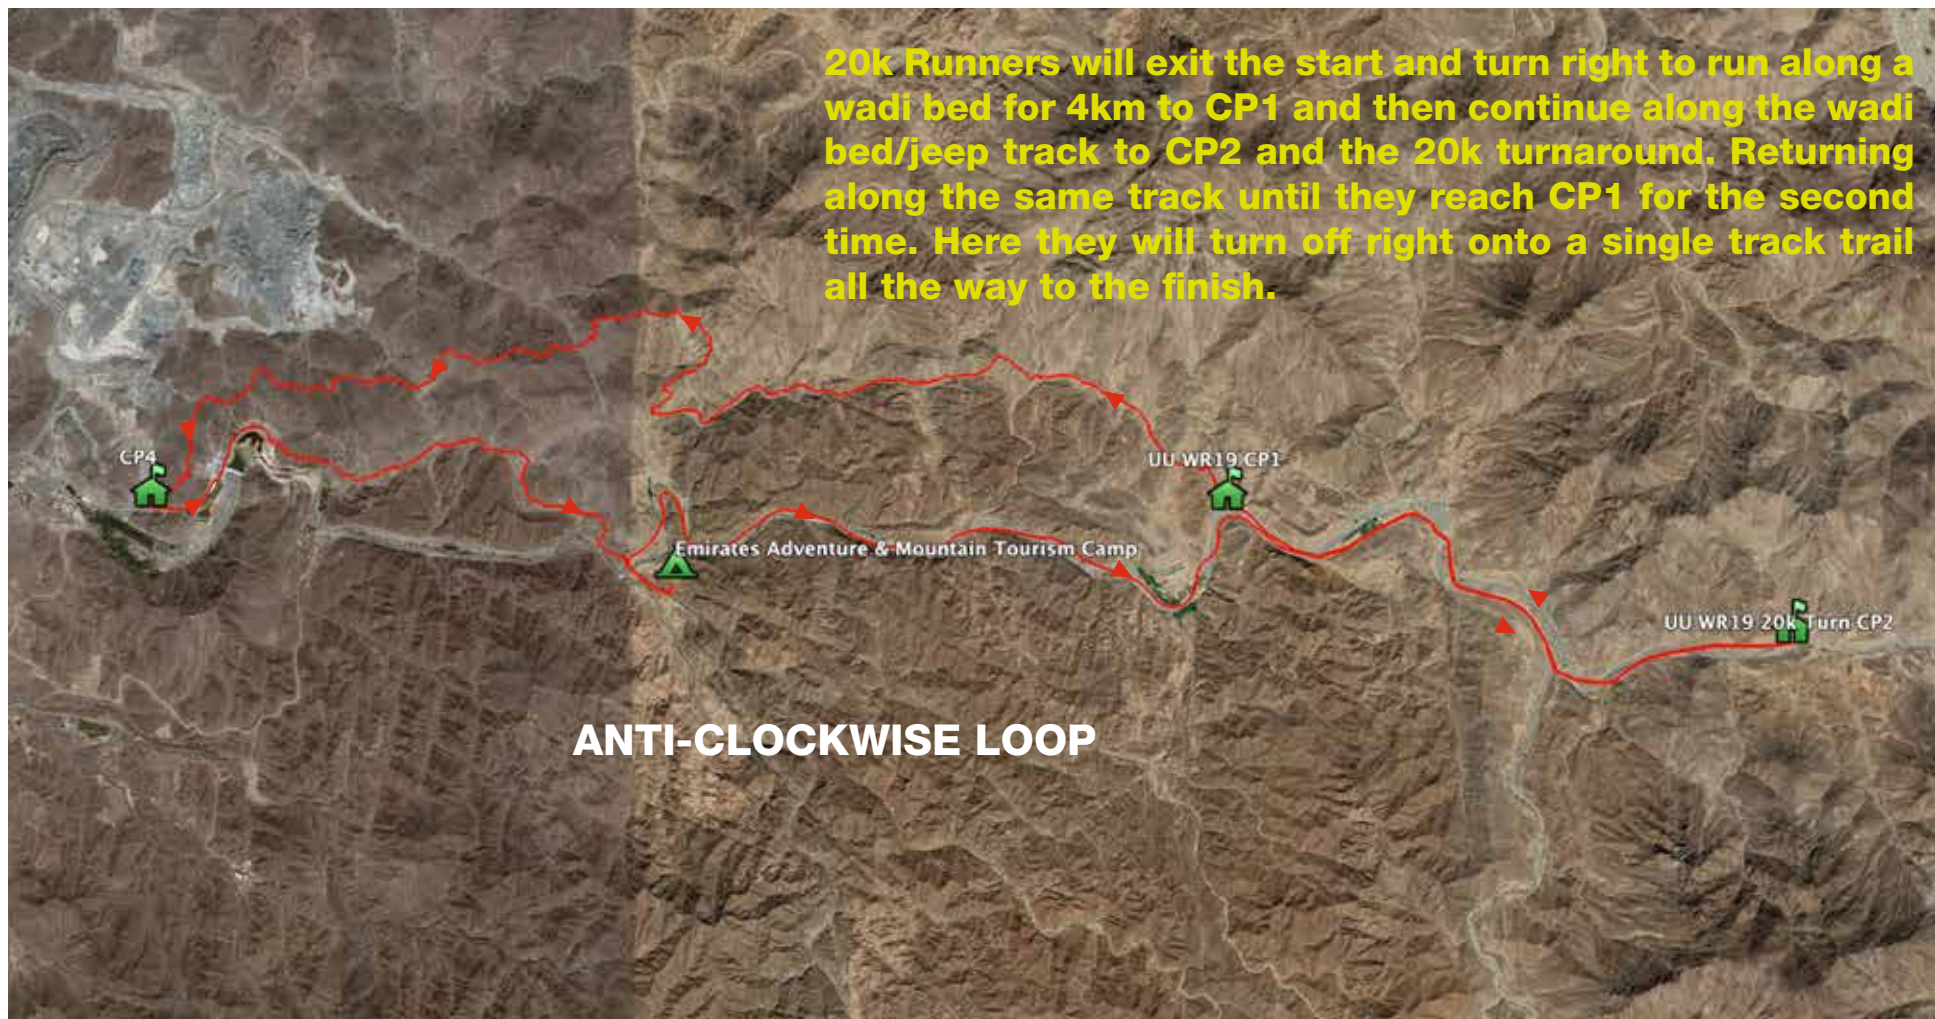 20k Runners will exit the start and turn right to run along a
wadi bed for 4km to CP1 and then continue along the wadi
bed/jeep track to CP2 and the 20k turnaround. Returning
along the same track until they reach CP1 for the second
time. Here they will turn off right onto a single track trail
all the way to the finish.
CP4
UU WR19 CP1
Emirates Adventure & Mountain Tourism Camp
UU WR19 20k Turn CP2
ANTI-CLOCKWISE LOOP